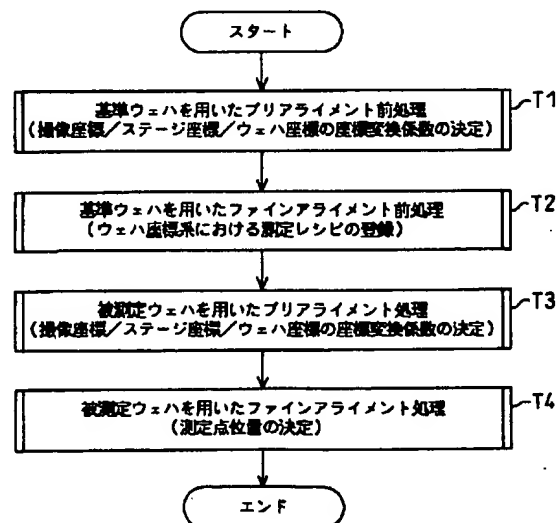 スタート
基準ウェハを用いたプリアライメント前処理
(撮像座標/ステージ座標/ウェハ座標の座標変換係数の決定)
T1
基準ウェハを用いたファインアライメント前処理
(ウェハ座標系における測定レシピの登録)
T2
被測定ウェハを用いたプリアライメント処理
(撮像座標/ステージ座標/ウェハ座標の座標変換係数の決定)
T3
被測定ウェハを用いたファインアライメント処理
(測定点位置の決定)
T4
エンド